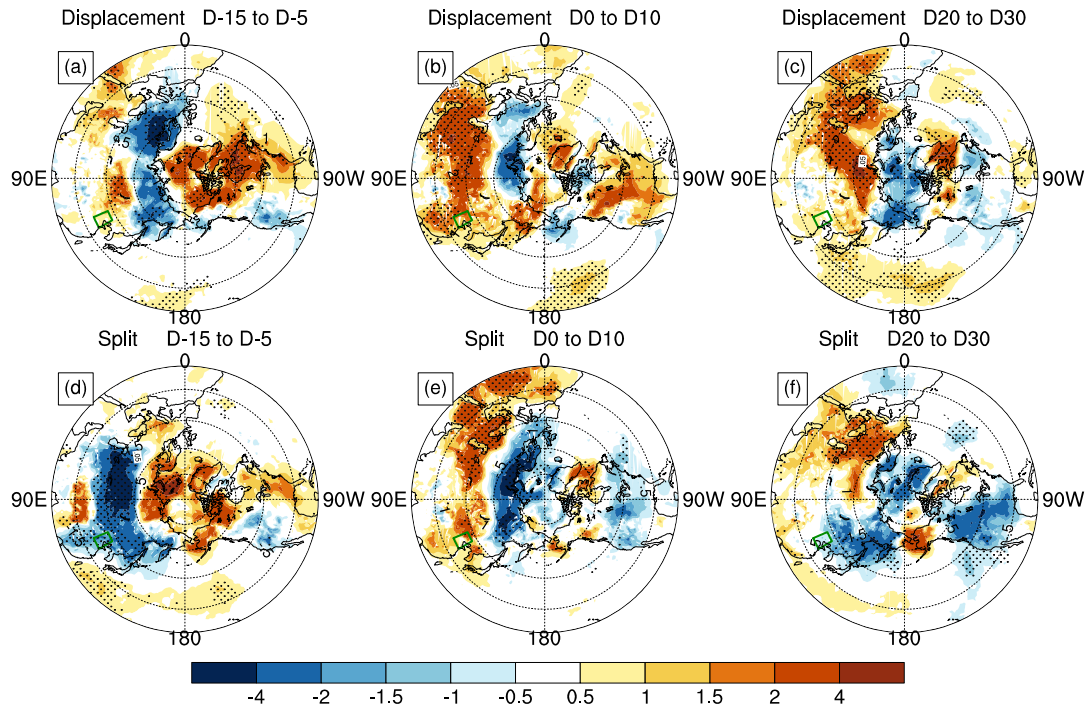 Displacement D-15 to D-5
Displacement D0 to D10
Displacement D20 to D30
0 0 0
(a) (b) (c)
90E 90W 90E 90W 90E 90W
180 180 180
Split D-15 to D-5
Split D0 to D10
Split D20 to D30
0 0 0
(d) (e) (f)
90E 90W 90E 90W 90E 90W
180 180 180
-4 -2 -1.5 -1 -0.5 0.5 1 1.5 2 4